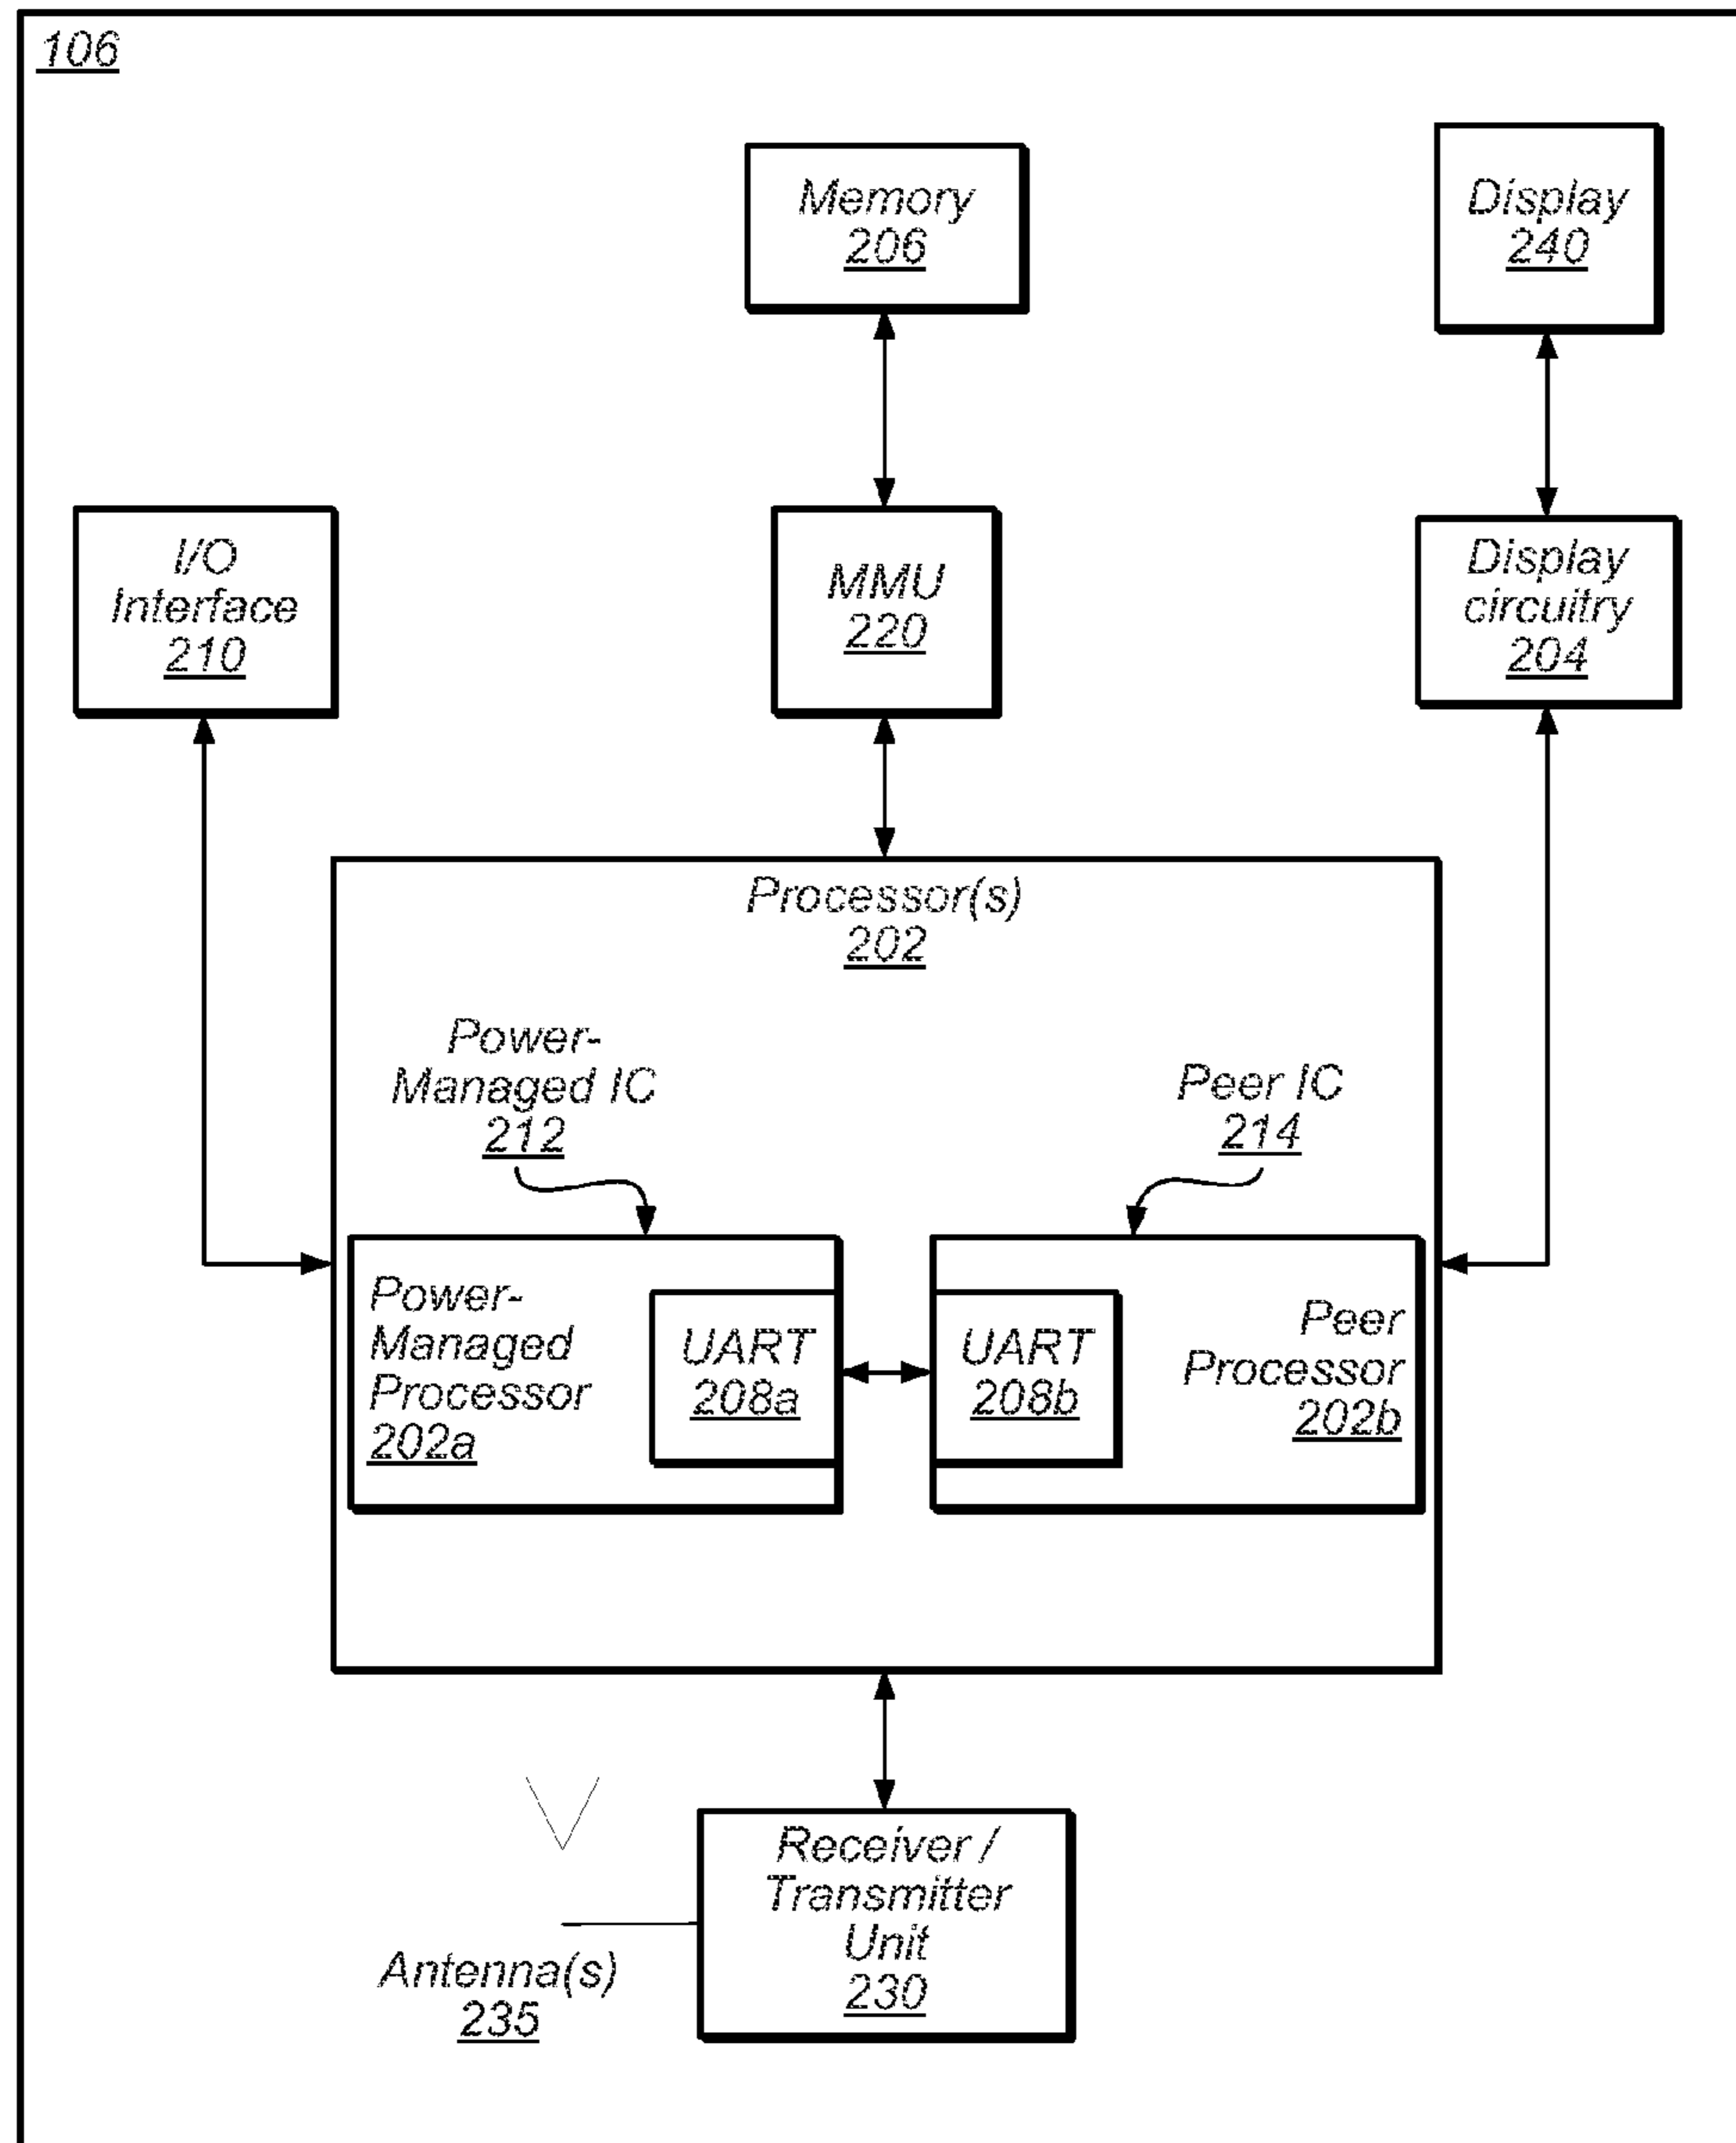 106
Memory
206
Display
240
I/O
Interface
210
MMU
220
Display
circuitry
204
Processor(s)
202
Power-
Managed IC
212
Peer IC
214
Power-
Managed
Processor
202a
UART
208a
UART
208b
Peer
Processor
202b
Receiver /
Transmitter
Unit
230
Antenna(s)
235